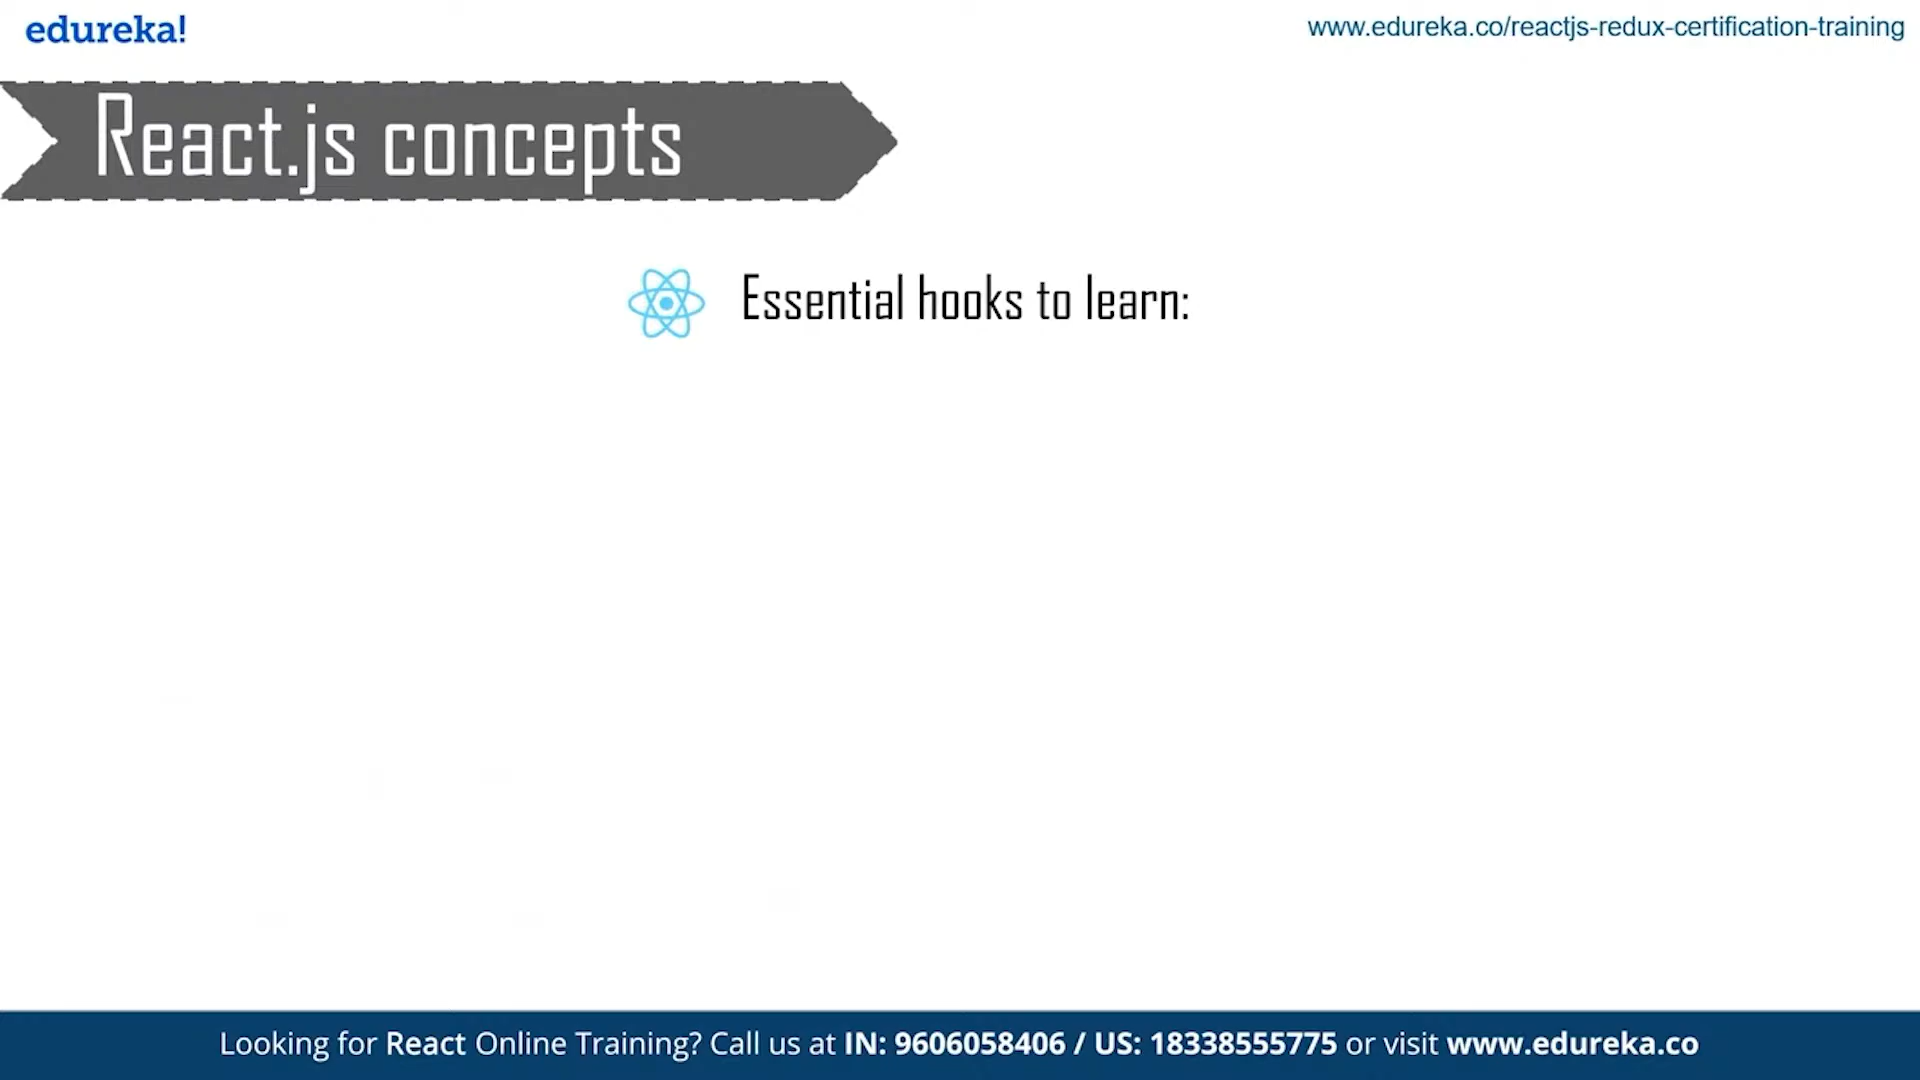 edureka!
www.edureka.co/reactjs-redux-certification-training
React.js concepts
Essential hooks to learn:
Looking for React Online Training? Call us at IN: 9606058406 / US: 18338555775 or visit www.edureka.co